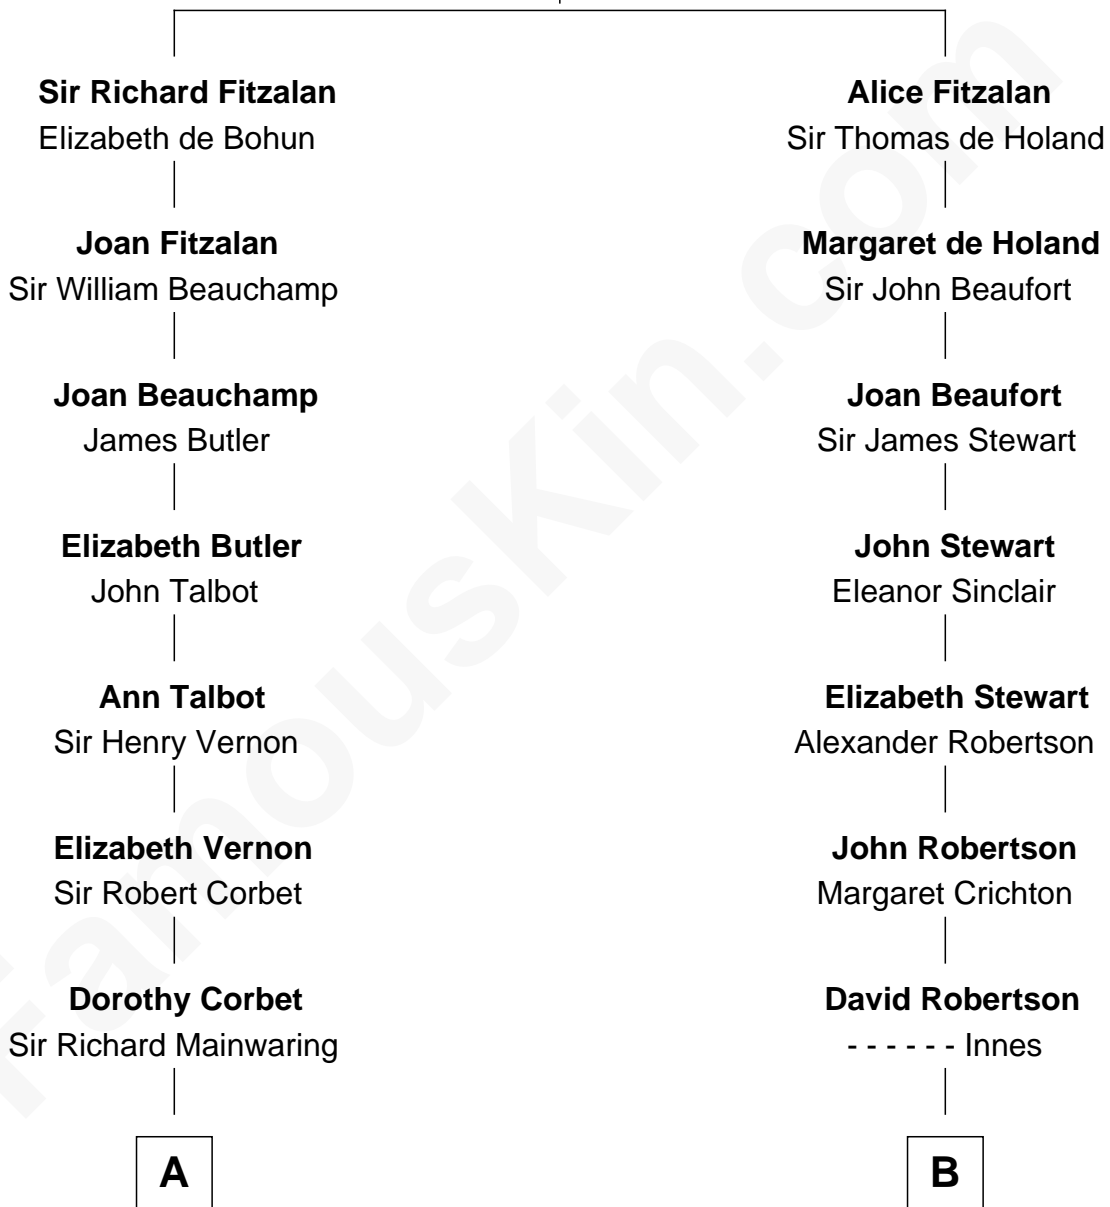 Sir Richard Fitzalan
Elizabeth de Bohun
Joan Fitzalan
Sir William Beauchamp
Joan Beauchamp
James Butler
Elizabeth Butler
John Talbot
Ann Talbot
Sir Henry Vernon
Elizabeth Vernon
Sir Robert Corbet
Dorothy Corbet
Sir Richard Mainwaring
A
Alice Fitzalan
Sir Thomas de Holand
Margaret de Holand
Sir John Beaufort
Joan Beaufort
Sir James Stewart
John Stewart
Eleanor Sinclair
Elizabeth Stewart
Alexander Robertson
John Robertson
Margaret Crichton
David Robertson
- - - - - - Innes
B
FamousKin.com